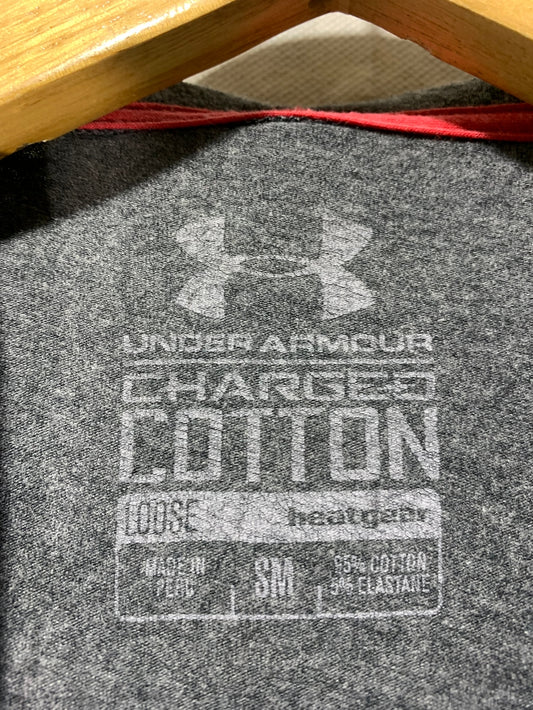 UNDER ARMOUR
CHARGED
COTTON
LOOSE heatgear
MADE IN PERU
SM
95% COTTON
5% ELASTANE